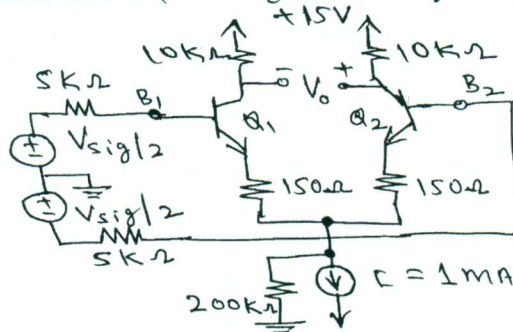 +15V
10KΩ
10KΩ
- Vo +
5KΩ
B1
B2
Q1
Q2
Vsig/2
150Ω
150Ω
Vsig/2
5KΩ
I = 1mA
200KΩ